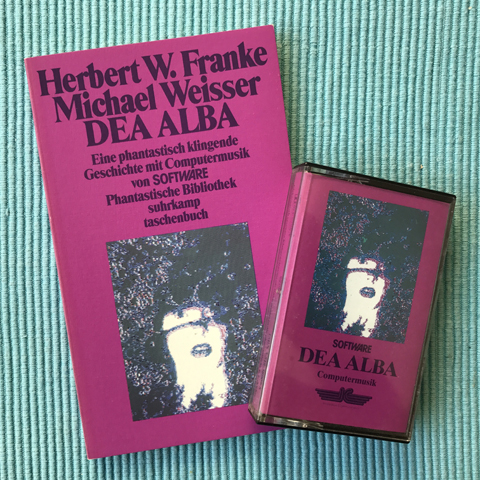 Herbert W. Franke
Michael Weisser
DEA ALBA
Eine phantastisch klingende
Geschichte mit Computermusik
von SOFTWARE
Phantastische Bibliothek
suhrkamp
taschenbuch
SOFTWARE
DEA ALBA
Computermusik